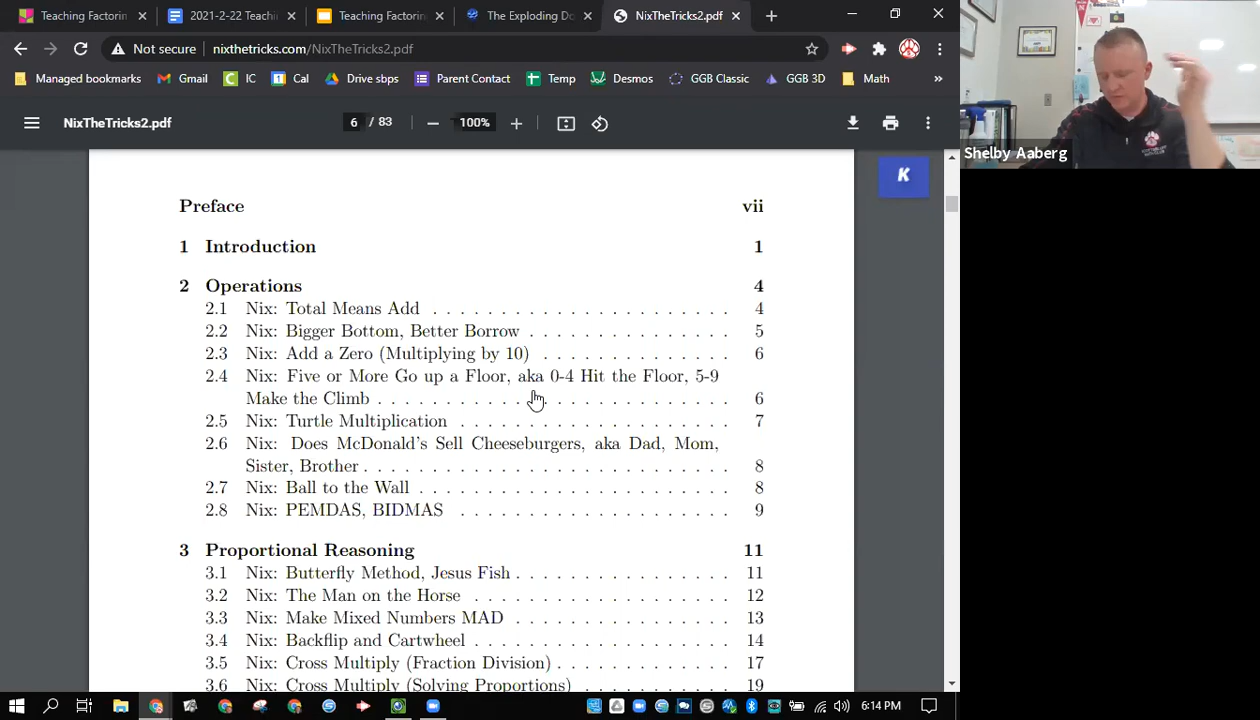 Teaching Factorin
2021-2-22 Teachi
Teaching Factorin
The Exploding Do
NixTheTricks2.pdf
Not secure
nixthetricks.com/NixTheTricks2.pdf
Managed bookmarks
Gmail
IC
Cal
Drive sbps
Parent Contact
Temp
Desmos
GGB Classic
GGB 3D
Math
»
NixTheTricks2.pdf
6 / 83
100%
Shelby Aaberg
K
Preface vii
1 Introduction 1
2 Operations 4
2.1 Nix: Total Means Add . . . . . . . . . . . . . . . . . . 4
2.2 Nix: Bigger Bottom, Better Borrow . . . . . . . . . . . . 5
2.3 Nix: Add a Zero (Multiplying by 10) . . . . . . . . . . . 6
2.4 Nix: Five or More Go up a Floor, aka 0-4 Hit the Floor, 5-9
Make the Climb . . . . . . . . . . . . . . . . . . . . . 6
2.5 Nix: Turtle Multiplication . . . . . . . . . . . . . . . . 7
2.6 Nix: Does McDonald's Sell Cheeseburgers, aka Dad, Mom,
Sister, Brother . . . . . . . . . . . . . . . . . . . . . . 8
2.7 Nix: Ball to the Wall . . . . . . . . . . . . . . . . . . . 8
2.8 Nix: PEMDAS, BIDMAS . . . . . . . . . . . . . . . . 9
3 Proportional Reasoning 11
3.1 Nix: Butterfly Method, Jesus Fish . . . . . . . . . . . . . 11
3.2 Nix: The Man on the Horse . . . . . . . . . . . . . . . 12
3.3 Nix: Make Mixed Numbers MAD . . . . . . . . . . . . . 13
3.4 Nix: Backflip and Cartwheel . . . . . . . . . . . . . . . 14
3.5 Nix: Cross Multiply (Fraction Division) . . . . . . . . . . 17
3.6 Nix: Cross Multiply (Solving Proportions) . . . . . . . . . 19
6:14 PM